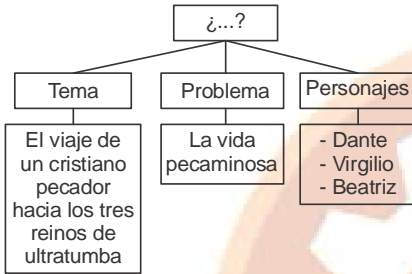 ¿...?
Tema
Problema
Personajes
El viaje de
un cristiano
pecador
hacia los tres
reinos de
ultratumba
La vida
pecaminosa
- Dante
- Virgilio
- Beatriz